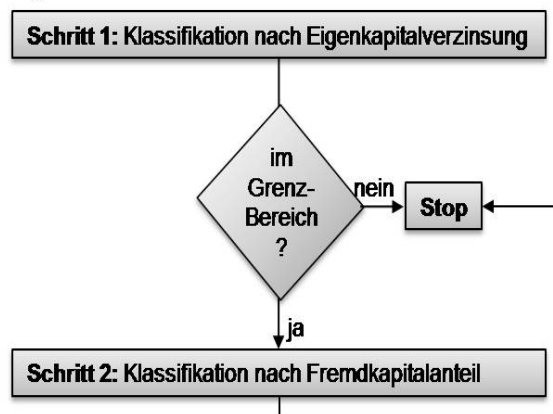 Schritt 1: Klassifikation nach Eigenkapitalverzinsung
im
Grenz-
Bereich
?
nein
Stop
ja
Schritt 2: Klassifikation nach Fremdkapitalanteil